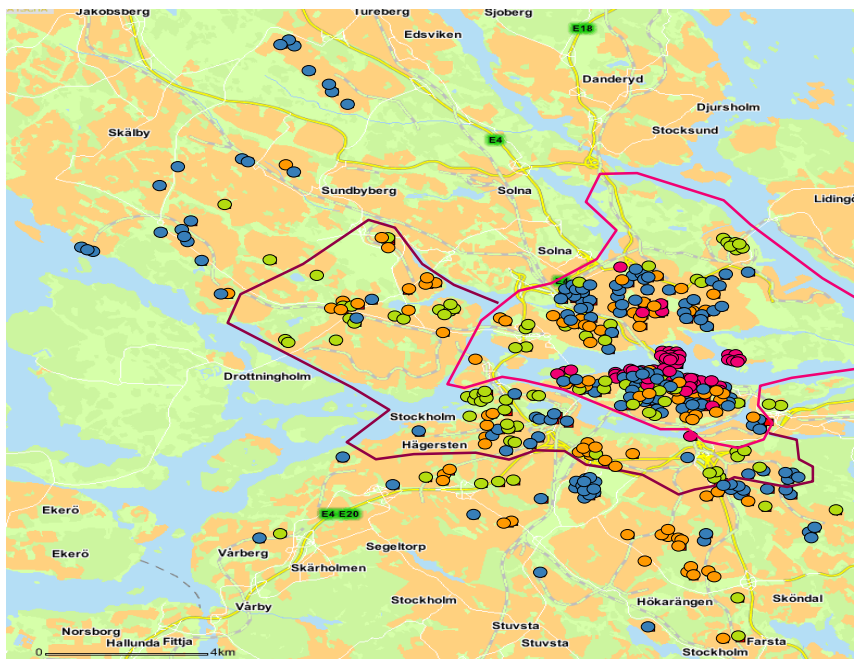 Jakobsberg
Tureberg
Sjöberg
Edsviken
E18
Danderyd
Djursholm
Stocksund
Skälby
E4
Sundbyberg
Solna
Lidingö
Solna
Drottningholm
Stockholm
Hägersten
Ekerö
E4 E20
Ekerö
Vårberg
Segeltorp
Skärholmen
Stockholm
Vårby
Hökarängen
Sköndal
Norsborg
Hallunda
Fittja
Stuvsta
Stuvsta
Farsta
Stockholm
0
4km